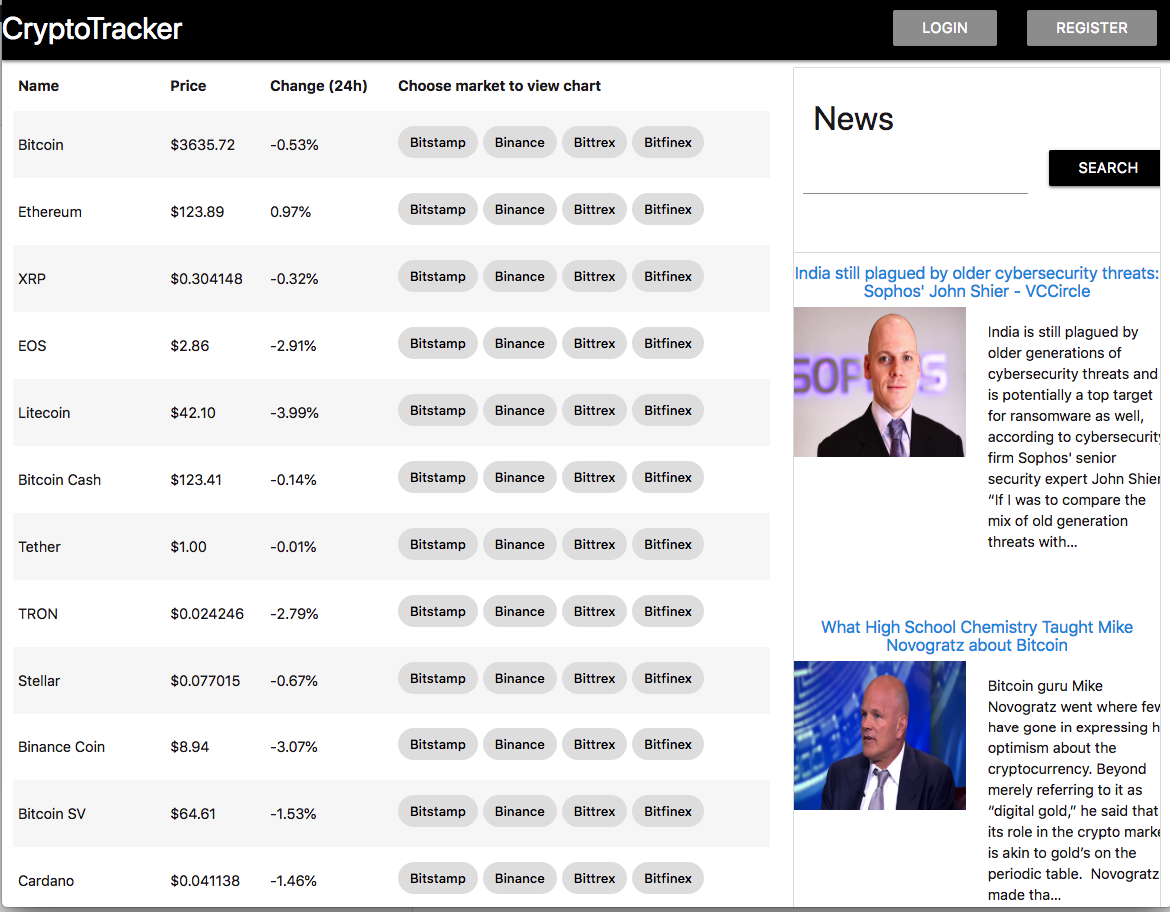 CryptoTracker
LOGIN REGISTER
Name Price Change (24h) Choose market to view chart
Bitcoin $3635.72 -0.53% Bitstamp Binance Bittrex Bitfinex
Ethereum $123.89 0.97% Bitstamp Binance Bittrex Bitfinex
XRP $0.304148 -0.32% Bitstamp Binance Bittrex Bitfinex
EOS $2.86 -2.91% Bitstamp Binance Bittrex Bitfinex
Litecoin $42.10 -3.99% Bitstamp Binance Bittrex Bitfinex
Bitcoin Cash $123.41 -0.14% Bitstamp Binance Bittrex Bitfinex
Tether $1.00 -0.01% Bitstamp Binance Bittrex Bitfinex
TRON $0.024246 -2.79% Bitstamp Binance Bittrex Bitfinex
Stellar $0.077015 -0.67% Bitstamp Binance Bittrex Bitfinex
Binance Coin $8.94 -3.07% Bitstamp Binance Bittrex Bitfinex
Bitcoin SV $64.61 -1.53% Bitstamp Binance Bittrex Bitfinex
Cardano $0.041138 -1.46% Bitstamp Binance Bittrex Bitfinex
News
SEARCH
India still plagued by older cybersecurity threats:
Sophos' John Shier - VCCircle
SOPHOS
India is still plagued by
older generations of
cybersecurity threats and
is potentially a top target
for ransomware as well,
according to cybersecurity
firm Sophos' senior
security expert John Shier
“If I was to compare the
mix of old generation
threats with...
What High School Chemistry Taught Mike
Novogratz about Bitcoin
Bitcoin guru Mike
Novogratz went where few
have gone in expressing h
optimism about the
cryptocurrency. Beyond
merely referring to it as
“digital gold,” he said that
its role in the crypto marke
is akin to gold’s on the
periodic table. Novogratz
made tha...